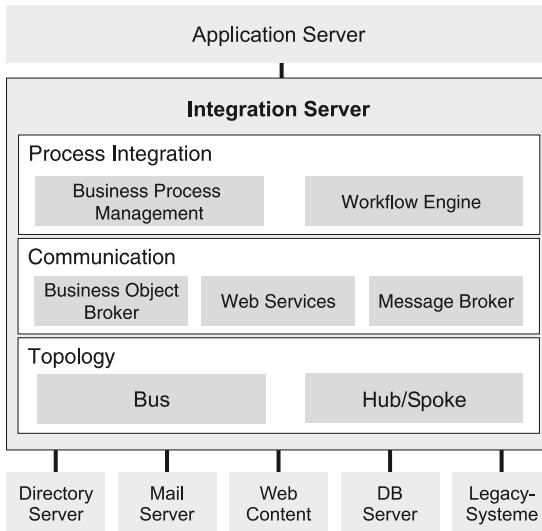 Application Server
Integration Server
Process Integration
Business Process
Management
Workflow Engine
Communication
Business Object
Broker
Web Services
Message Broker
Topology
Bus
Hub/Spoke
Directory
Server
Mail
Server
Web
Content
DB
Server
Legacy-
Systeme